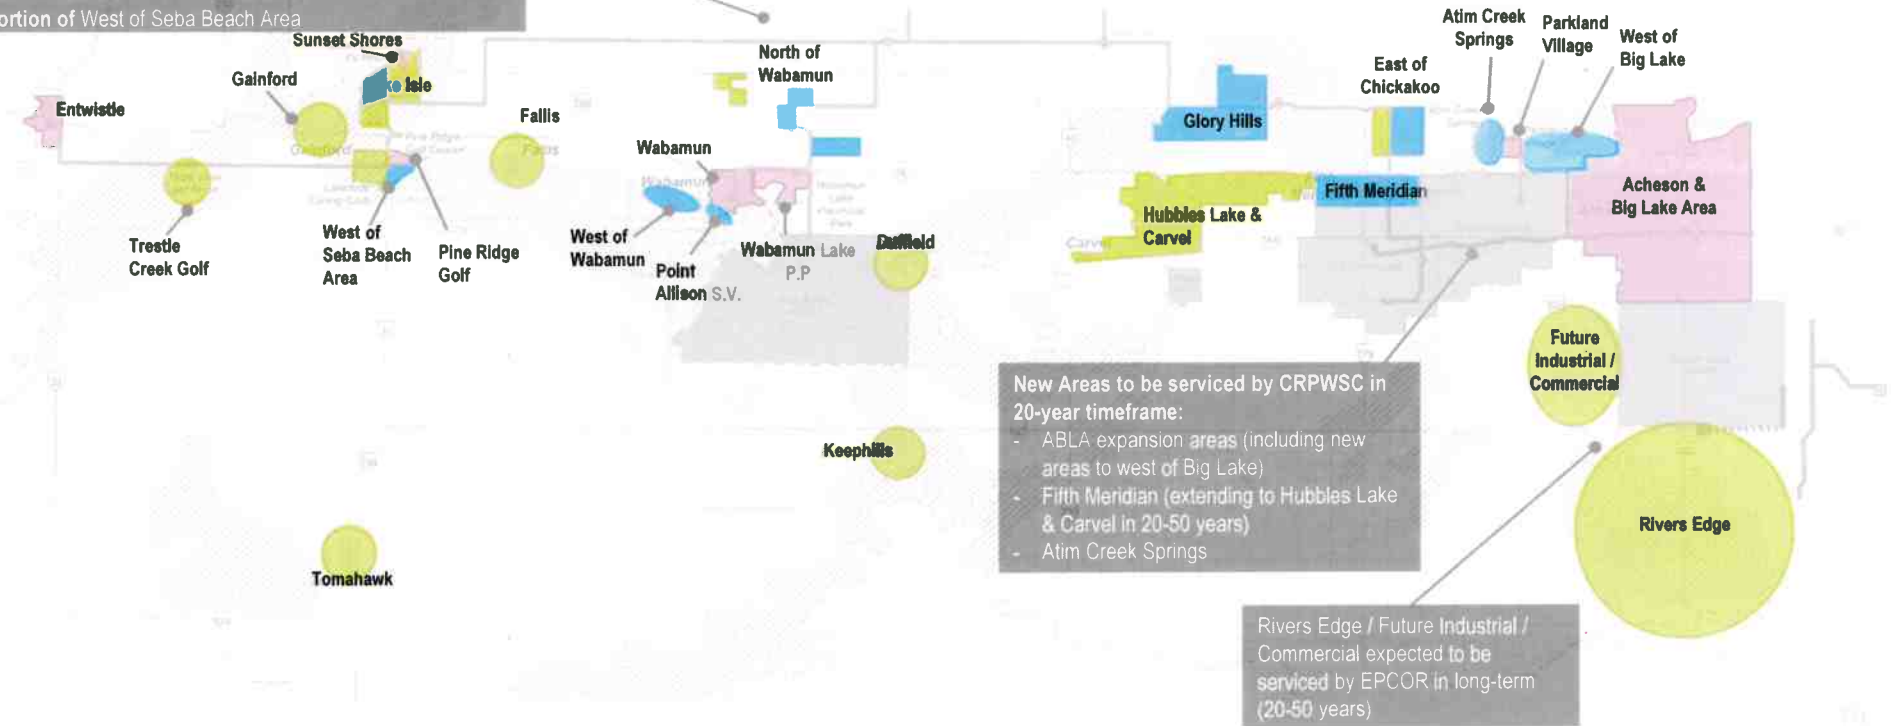 ortion of West of Seba Beach Area
Sunset Shores
Isle
Gainford
Entwistle
Fallis
Trestle
Creek Golf
West of
Seba Beach
Area
Pine Ridge
Golf
North of
Wabamun
Wabamun
Wabamun
West of
Wabamun
Point
Allison S.V.
Wabamun Lake
P.P
Duffield
Keephills
Tomahawk
Atim Creek
Springs
Parkland
Village
West of
Big Lake
East of
Chickakoo
Glory Hills
Fifth Meridian
Hubbles Lake &
Carvel
Carvel
Acheson &
Big Lake Area
Future
Industrial /
Commercial
Rivers Edge
New Areas to be serviced by CRPWSC in
20-year timeframe:
- ABLA expansion areas (including new
areas to west of Big Lake)
- Fifth Meridian (extending to Hubbles Lake
& Carvel in 20-50 years)
- Atim Creek Springs
Rivers Edge / Future Industrial /
Commercial expected to be
serviced by EPCOR in long-term
(20-50 years)